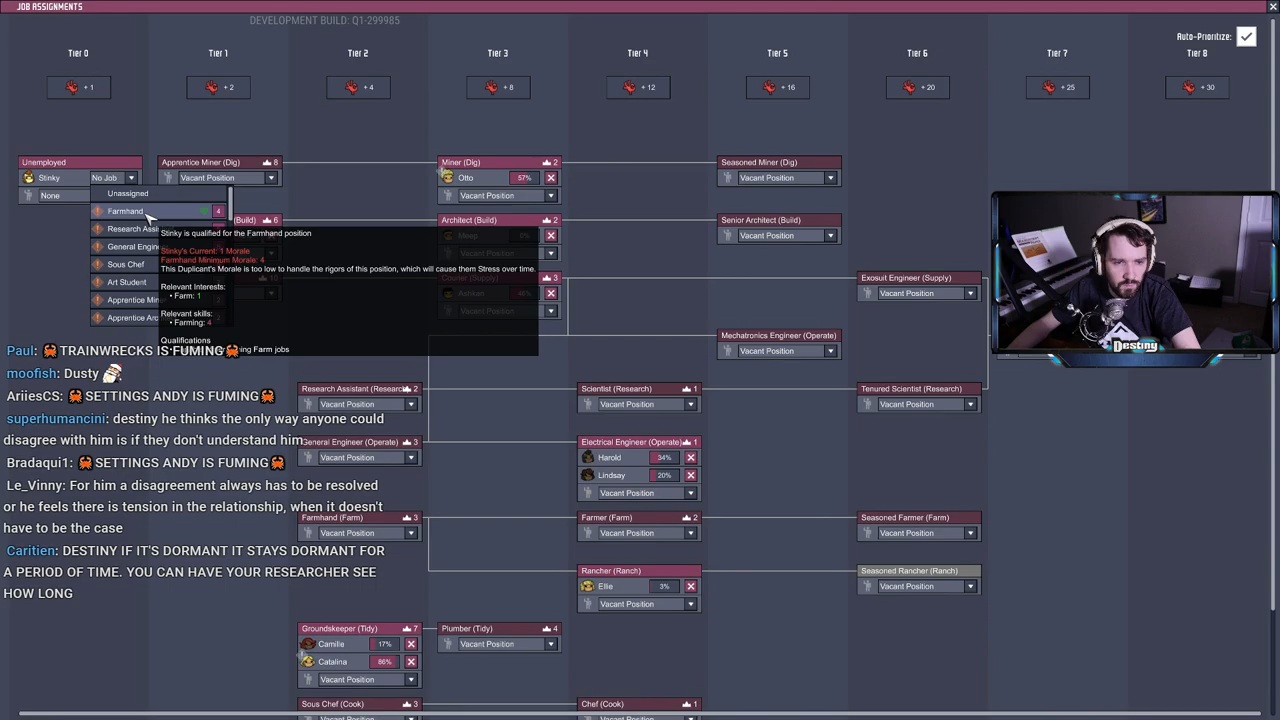 JOB ASSIGNMENTS
DEVELOPMENT BUILD: Q1-299985
Auto-Prioritize:
Tier 0
Tier 1
Tier 2
Tier 3
Tier 4
Tier 5
Tier 6
Tier 7
Tier 8
+ 1
+ 2
+ 4
+ 8
+ 12
+ 16
+ 20
+ 25
+ 30
Unemployed
Stinky No Job
None
Unassigned
Farmhand 4
Research Assi
General Engine
Sous Chef
Art Student
Apprentice Min
Apprentice Arc
Stinky is qualified for the Farmhand position
Stinky's Current: 1 Morale
Farmhand Minimum Morale: 4
This Duplicant's Morale is too low to handle the rigors of this position, which will cause them Stress over time.
Relevant Interests:
• Farm: 1
Relevant skills:
• Farming: 4
Qualifications
ning Farm jobs
Apprentice Miner (Dig) 8
Vacant Position
(Build) 6
Miner (Dig) 2
Otto 57%
Vacant Position
Architect (Build) 2
Meep
Courier (Supply) 3
Ashkan
Seasoned Miner (Dig)
Vacant Position
Senior Architect (Build)
Vacant Position
Exosuit Engineer (Supply)
Vacant Position
Mechatronics Engineer (Supply)
Vacant Position
Research Assistant (Research) 2
Vacant Position
Scientist (Research) 1
Vacant Position
Tenured Scientist (Research)
Vacant Position
General Engineer (Operate) 3
Vacant Position
Electrical Engineer (Operate) 1
Harold 34%
Lindsay 20%
Vacant Position
Farmhand (Farm) 3
Vacant Position
Farmer (Farm) 2
Vacant Position
Seasoned Farmer (Farm)
Vacant Position
Rancher (Ranch)
Ellie 3%
Vacant Position
Seasoned Rancher (Ranch)
Vacant Position
Groundskeeper (Tidy) 7
Camille 17%
Catalina 86%
Vacant Position
Plumber (Tidy) 4
Vacant Position
Sous Chef (Cook) 3
Chef (Cook) 1
Paul: 🦀TRAINWRECKS IS FUMING🦀
moofish: Dusty
AriiesCS: 🦀SETTINGS ANDY IS FUMING🦀
superhumancini: destiny he thinks the only way anyone could
disagree with him is if they don't understand him
Bradaqui1: 🦀SETTINGS ANDY IS FUMING🦀
Le_Vinny: For him a disagreement always has to be resolved
or he feels there is tension in the relationship, when it doesn't
have to be the case
Caritien: DESTINY IF IT'S DORMANT IT STAYS DORMANT FOR
A PERIOD OF TIME. YOU CAN HAVE YOUR RESEARCHER SEE
HOW LONG
Destiny